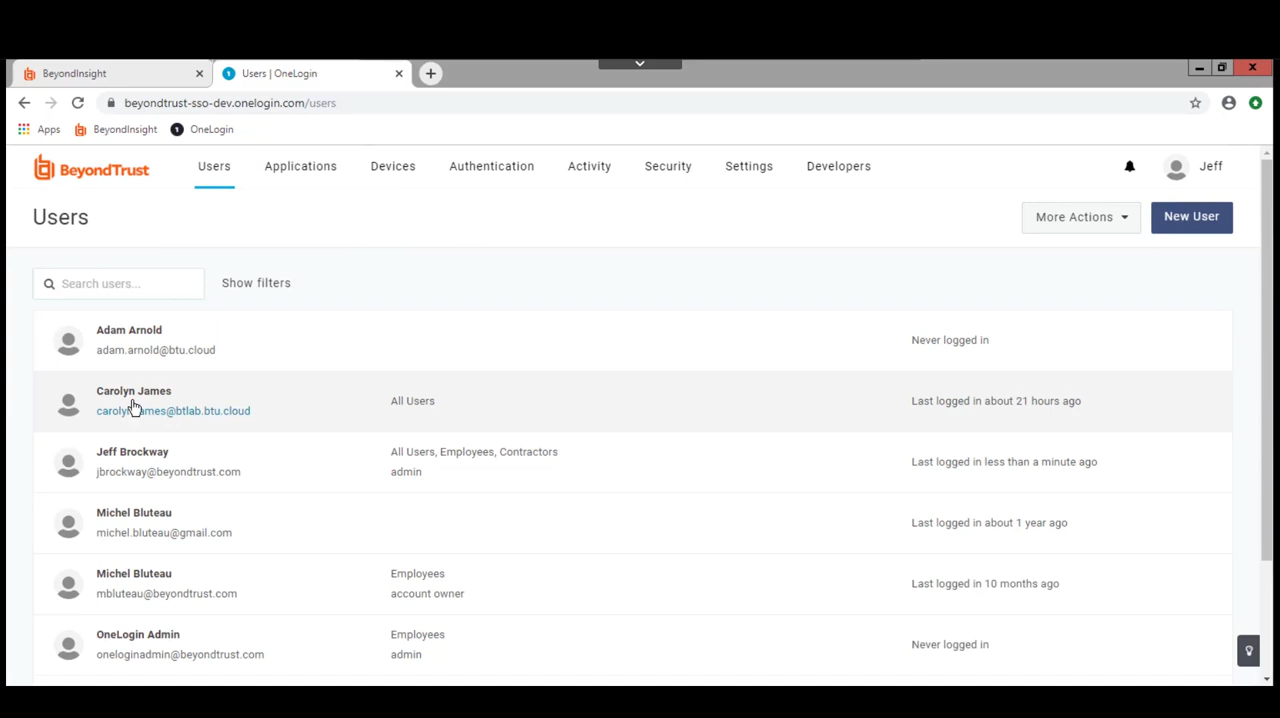 BeyondInsight
Users | OneLogin
beyondtrust-sso-dev.onelogin.com/users
Apps
BeyondInsight
OneLogin
BeyondTrust
Users
Applications
Devices
Authentication
Activity
Security
Settings
Developers
Jeff
Users
More Actions
New User
Search users...
Show filters
Adam Arnold
adam.arnold@btu.cloud
Never logged in
Carolyn James
All Users
Last logged in about 21 hours ago
Jeff Brockway
jbrockway@beyondtrust.com
All Users, Employees, Contractors
admin
Last logged in less than a minute ago
Michel Bluteau
michel.bluteau@gmail.com
Last logged in about 1 year ago
Michel Bluteau
mbluteau@beyondtrust.com
Employees
account owner
Last logged in 10 months ago
OneLogin Admin
oneloginadmin@beyondtrust.com
Employees
admin
Never logged in